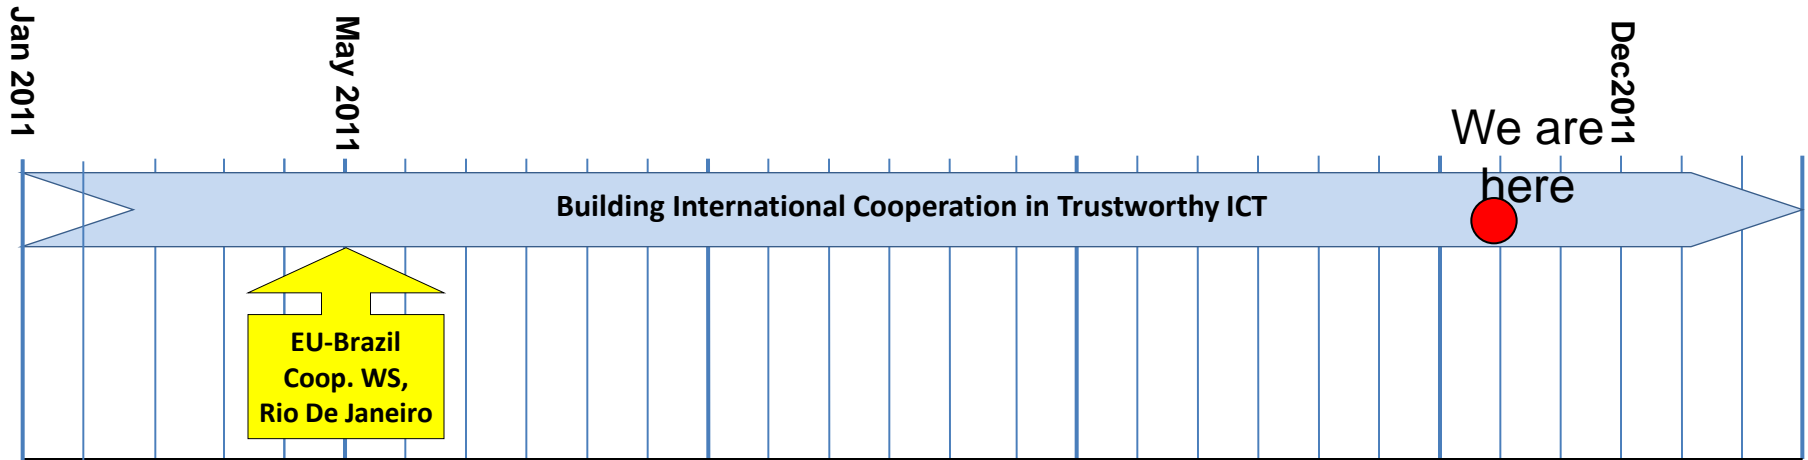 Jan 2011
May 2011
Dec2011
We are
here
Building International Cooperation in Trustworthy ICT
EU-Brazil
Coop. WS,
Rio De Janeiro